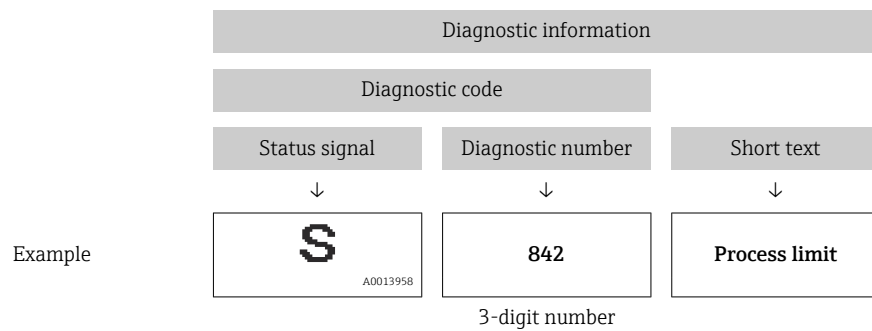 Diagnostic information
Diagnostic code
Status signal Diagnostic number Short text
↓ ↓ ↓
Example S 842 Process limit
A0013958
3-digit number